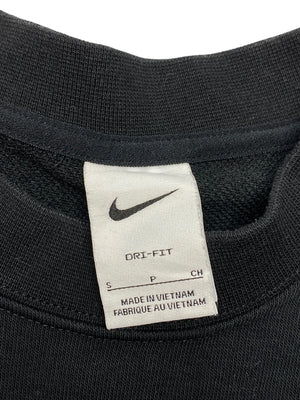 DRI-FIT
S P CH
MADE IN VIETNAM
FABRIQUE AU VIETNAM